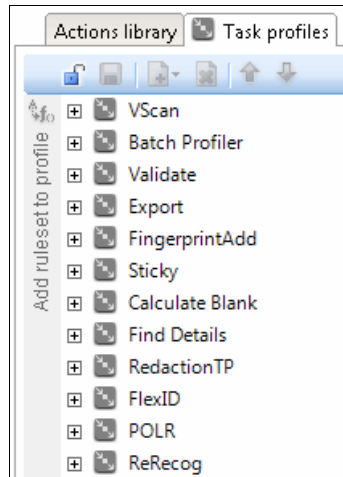 Actions library
Task profiles
Add ruleset to profile
VScan
Batch Profiler
Validate
Export
FingerprintAdd
Sticky
Calculate Blank
Find Details
RedactionTP
FlexID
POLR
ReRecog